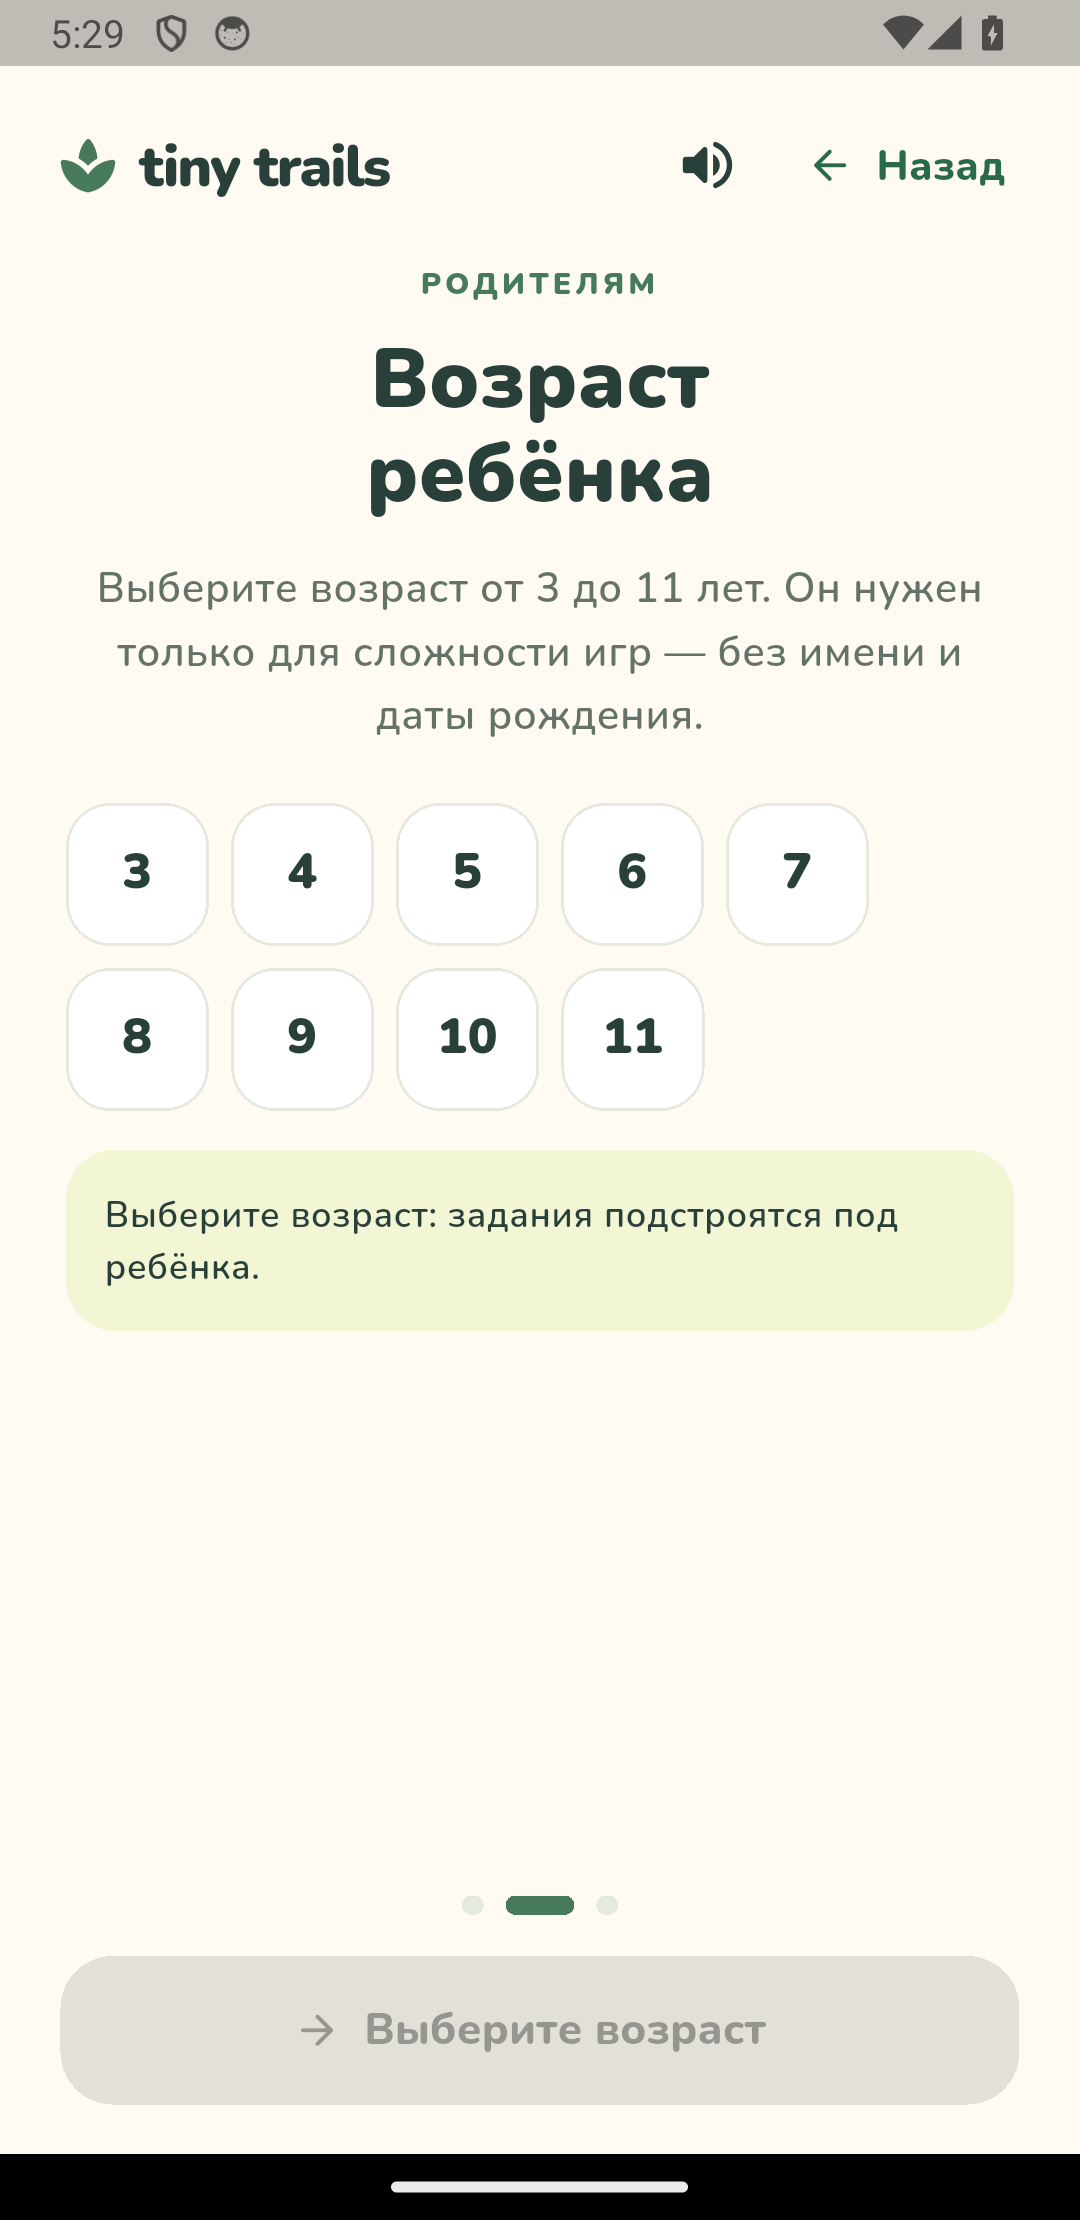 5:29
tiny trails
Назад
РОДИТЕЛЯМ
Возраст
ребёнка
Выберите возраст от 3 до 11 лет. Он нужен
только для сложности игр — без имени и
даты рождения.
3 4 5 6 7
8 9 10 11
Выберите возраст: задания подстроятся под
ребёнка.
Выберите возраст